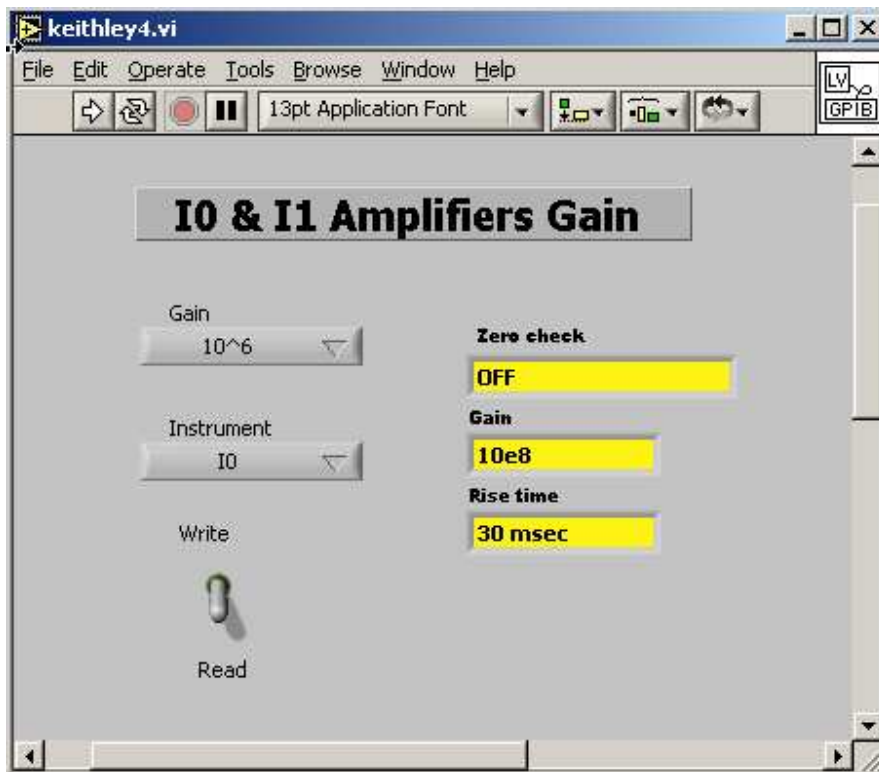 keithley4.vi
File Edit Operate Tools Browse Window Help
13pt Application Font
LV
GPIB
I0 & I1 Amplifiers Gain
Gain
10^6
Instrument
I0
Write
Read
Zero check
OFF
Gain
10e8
Rise time
30 msec